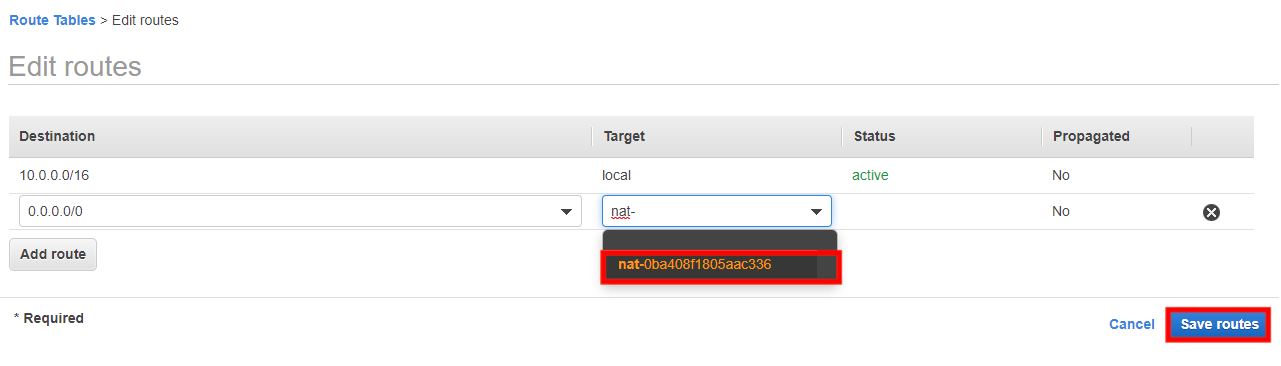 Route Tables > Edit routes
Edit routes
Destination Target Status Propagated
10.0.0.0/16 local active No
0.0.0.0/0 nat- No
Add route nat-0ba408f1805aac336
* Required
Cancel Save routes